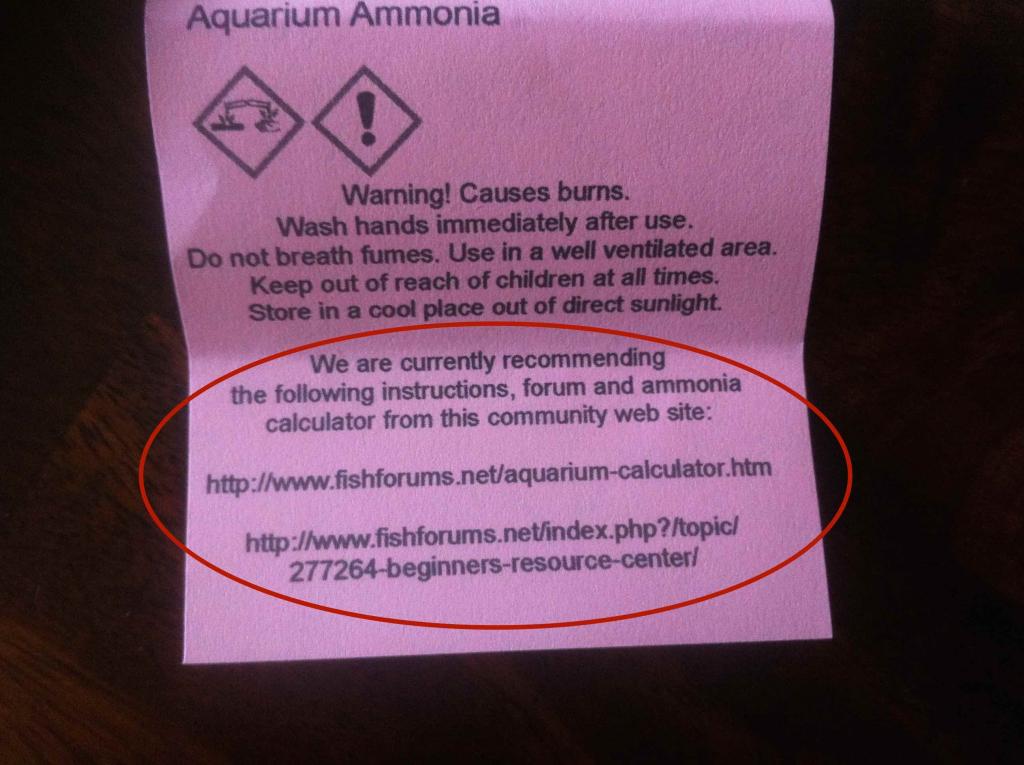 Aquarium Ammonia
Warning! Causes burns.
Wash hands immediately after use.
Do not breath fumes. Use in a well ventilated area.
Keep out of reach of children at all times.
Store in a cool place out of direct sunlight.
We are currently recommending
the following instructions, forum and ammonia
calculator from this community web site:
http://www.fishforums.net/aquarium-calculator.htm
http://www.fishforums.net/index.php?/topic/
277264-beginners-resource-center/